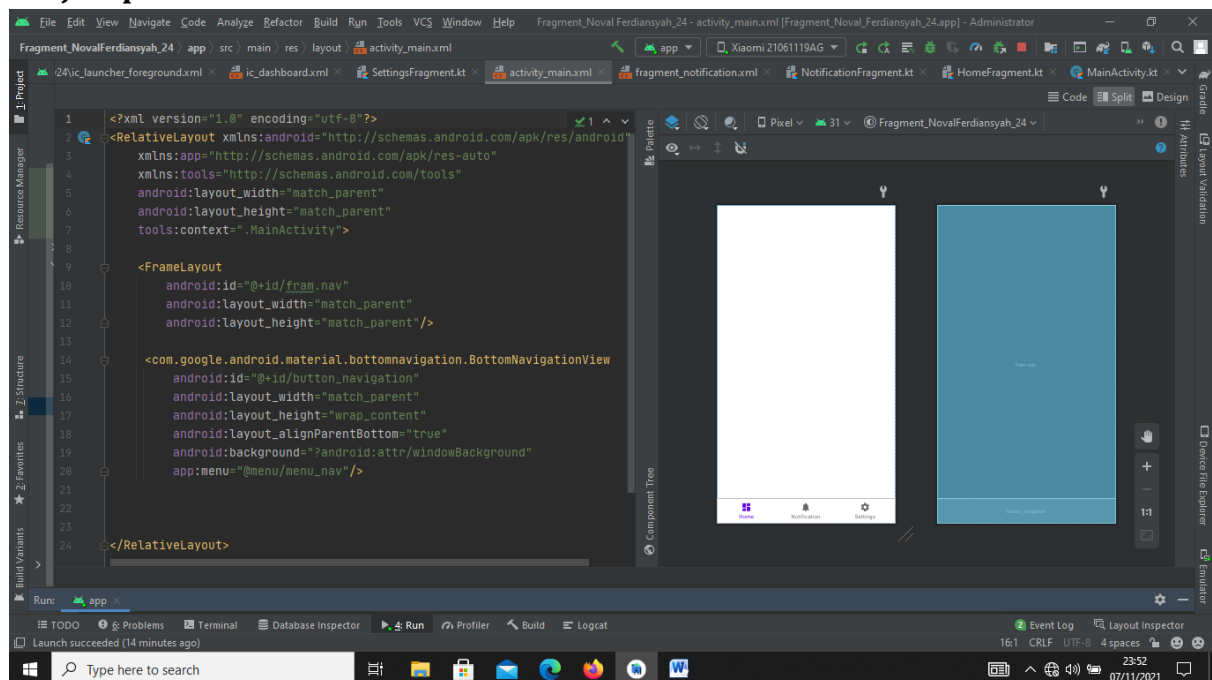 File Edit View Navigate Code Analyze Refactor Build Run Tools VCS Window Help Fragment_Noval Ferdiansyah_24 - activity_main.xml [Fragment_Noval_Ferdiansyah_24.app] - Administrator
Fragment_NovalFerdiansyah_24 app src main res layout activity_main.xml app Xiaomi 21061119AG
24\ic_launcher_foreground.xml ic_dashboard.xml SettingsFragment.kt activity_main.xml fragment_notification.xml NotificationFragment.kt HomeFragment.kt MainActivity.kt
Code Split Design
1: Project
Resource Manager
Z: Structure
2: Favorites
Build Variants
1 <?xml version="1.0" encoding="utf-8"?>
2 <RelativeLayout xmlns:android="http://schemas.android.com/apk/res/android"
3 xmlns:app="http://schemas.android.com/apk/res-auto"
4 xmlns:tools="http://schemas.android.com/tools"
5 android:layout_width="match_parent"
6 android:layout_height="match_parent"
7 tools:context=".MainActivity">
8
9 <FrameLayout
10 android:id="@+id/fram.nav"
11 android:layout_width="match_parent"
12 android:layout_height="match_parent"/>
13
14 <com.google.android.material.bottomnavigation.BottomNavigationView
15 android:id="@+id/button_navigation"
16 android:layout_width="match_parent"
17 android:layout_height="wrap_content"
18 android:layout_alignParentBottom="true"
19 android:background="?android:attr/windowBackground"
20 app:menu="@menu/menu_nav"/>
21
22
23
24 </RelativeLayout>
1
Palette
Component Tree
Pixel 31 Fragment_NovalFerdiansyah_24
Home Notification Settings
button_navigation
1:1
Gradle
Layout Validation
Attributes
Device File Explorer
Emulator
Run: app
TODO 6: Problems Terminal Database Inspector 4: Run Profiler Build Logcat 2 Event Log Layout Inspector
Launch succeeded (14 minutes ago) 16:1 CRLF UTF-8 4 spaces
Type here to search
23:52
07/11/2021